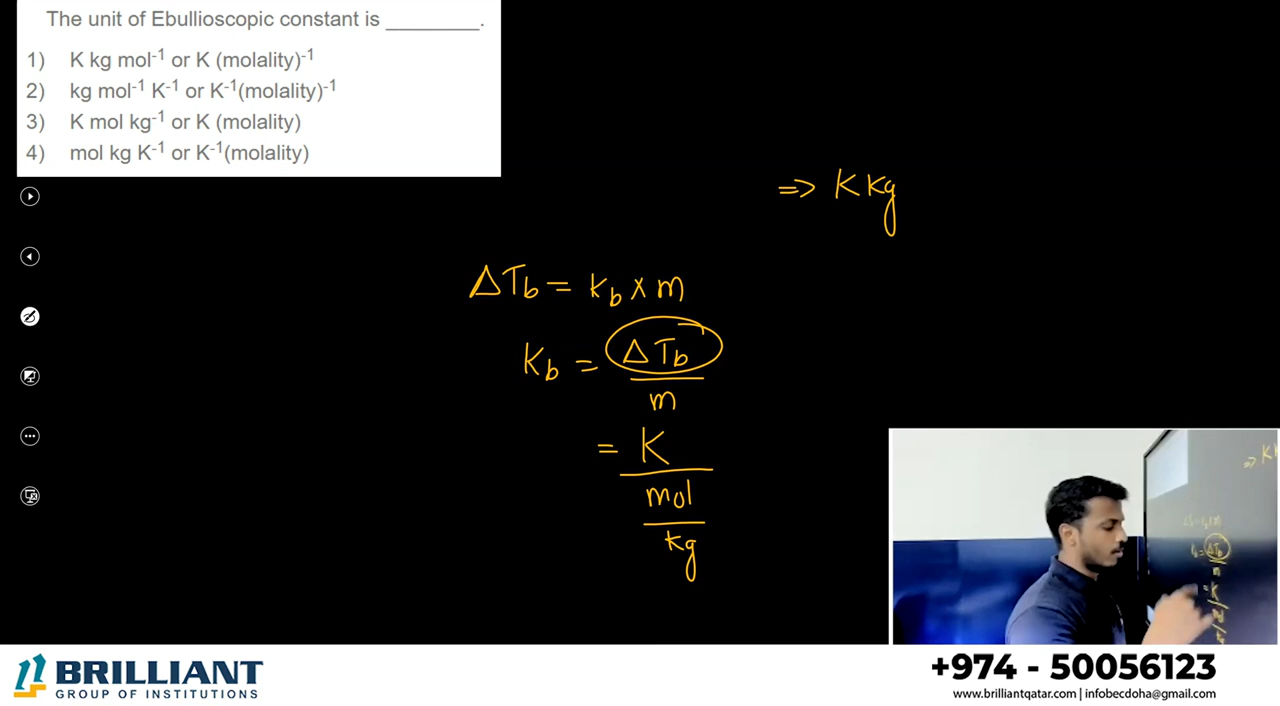 The unit of Ebullioscopic constant is ________.
1) K kg mol⁻¹ or K (molality)⁻¹
2) kg mol⁻¹ K⁻¹ or K⁻¹(molality)⁻¹
3) K mol kg⁻¹ or K (molality)
4) mol kg K⁻¹ or K⁻¹(molality)
=> K kg
ΔTb = kb × m
Kb = ΔTb
m
= K
mol
kg
BRILLIANT
GROUP OF INSTITUTIONS
+974 - 50056123
www.brilliantqatar.com | infobecdoha@gmail.com